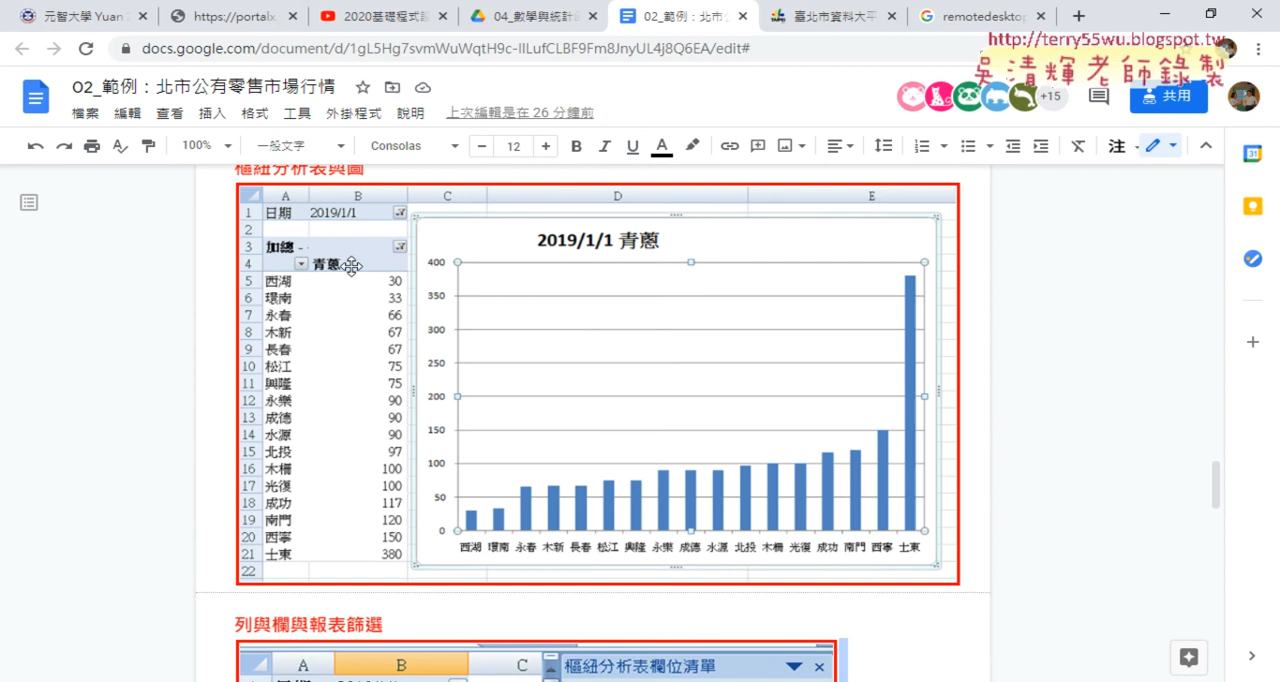 元智大學 Yuan
https://portalx
2020基礎程式設
04_數學與統計函
02_範例：北市公
臺北市資料大平
remotedesktop
docs.google.com/document/d/1gL5Hg7svmWuWqtH9c-IILufCLBF9Fm8JnyUL4j8Q6EA/edit#
http://terry55wu.blogspot.tw
吳清輝老師錄製
02_範例：北市公有零售市場行情
檔案 編輯 查看 插入 格式 工具 外掛程式 說明 上次編輯是在 26 分鐘前
+15
共用
100% 一般文字 Consolas 12 B I U A 注
31
樞紐分析表與圖
A B C D E
1 日期 2019/1/1
2
3 加總 -
4 青蔥
5 西湖 30
6 環南 33
7 永春 66
8 木新 67
9 長春 67
10 松江 75
11 興隆 75
12 永樂 90
13 成德 90
14 水源 90
15 北投 97
16 木柵 100
17 光復 100
18 成功 117
19 南門 120
20 西寧 150
21 士東 380
22
2019/1/1 青蔥
400
350
300
250
200
150
100
50
0
西湖 環南 永春 木新 長春 松江 興隆 永樂 成德 水源 北投 木柵 光復 成功 南門 西寧 士東
列與欄與報表篩選
A B C
樞紐分析表欄位清單